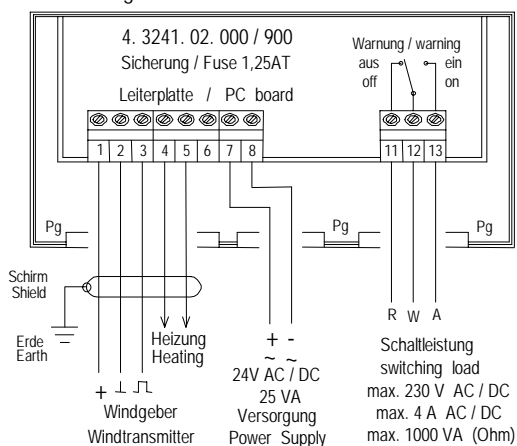 4. 3241. 02. 000 / 900
Sicherung / Fuse 1,25AT
Leiterplatte / PC board
Warnung / warning
aus ein
off on
1 2 3 4 5 6 7 8
11 12 13
Pg Pg Pg
Schirm
Shield
Erde
Earth
Heizung
Heating
+ -
~ ~
24V AC / DC
25 VA
Versorgung
Power Supply
+
Windgeber
Windtransmitter
R W A
Schaltleistung
switching load
max. 230 V AC / DC
max. 4 A AC / DC
max. 1000 VA (Ohm)